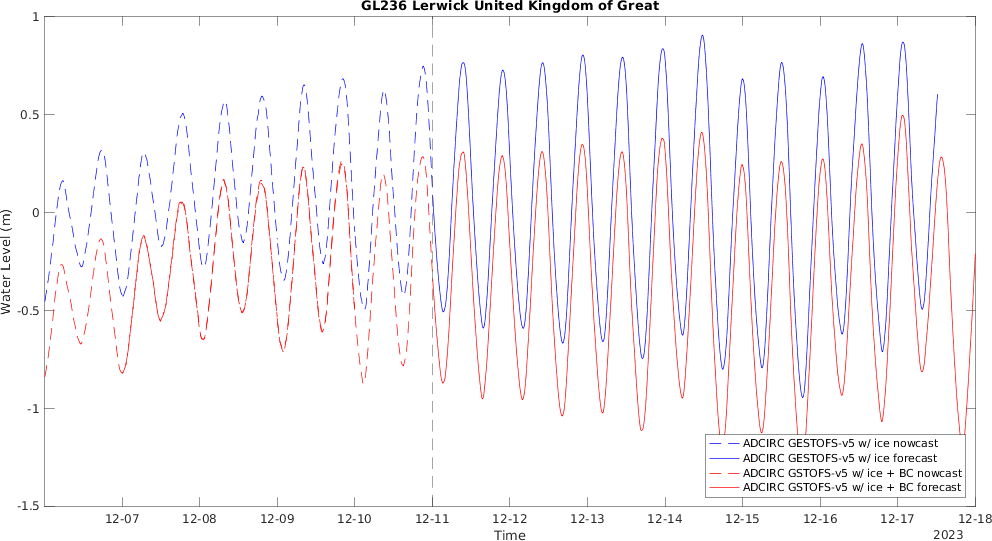 GL236 Lerwick United Kingdom of Great
1
0.5
0
-0.5
-1
-1.5
Water Level (m)
12-07
12-08
12-09
12-10
12-11
12-12
12-13
12-14
12-15
12-16
12-17
12-18
Time
2023
ADCIRC GESTOFS-v5 w/ ice nowcast
ADCIRC GESTOFS-v5 w/ ice forecast
ADCIRC GSTOFS-v5 w/ ice + BC nowcast
ADCIRC GSTOFS-v5 w/ ice + BC forecast